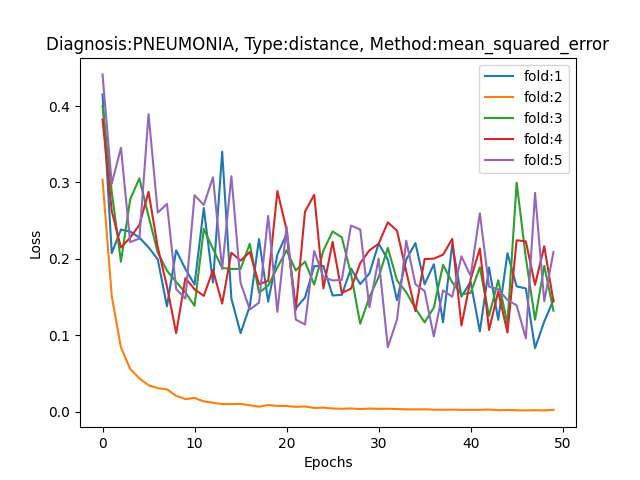 Diagnosis:PNEUMONIA, Type:distance, Method:mean_squared_error
fold:1
fold:2
fold:3
fold:4
fold:5
Loss
0.4
0.3
0.2
0.1
0.0
0
10
20
30
40
50
Epochs